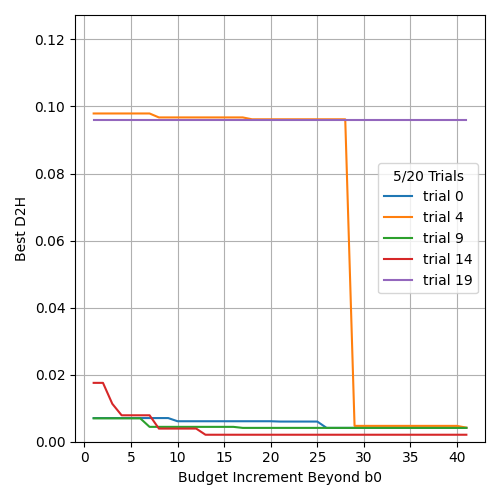 0.12
0.10
0.08
0.06
0.04
0.02
0.00
Best D2H
5/20 Trials
trial 0
trial 4
trial 9
trial 14
trial 19
0 5 10 15 20 25 30 35 40
Budget Increment Beyond b0